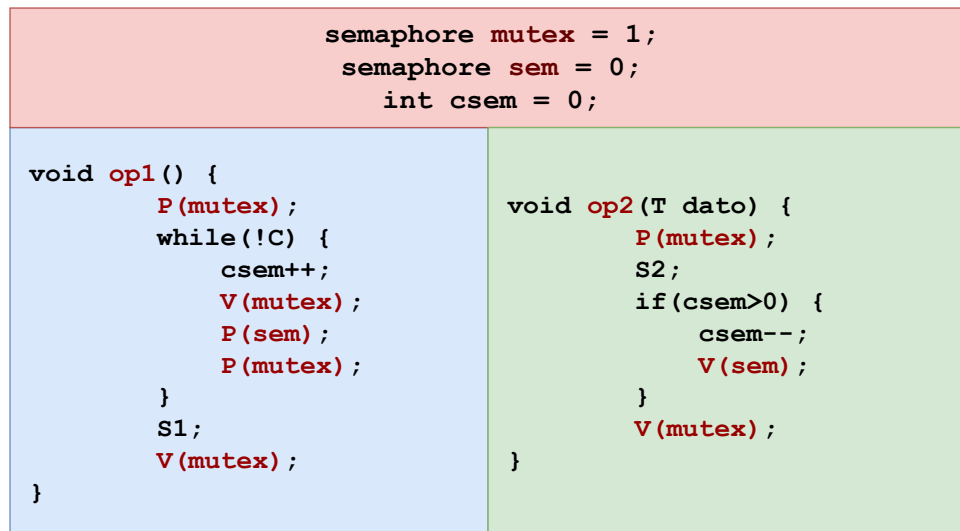 semaphore mutex = 1;
semaphore sem = 0;
int csem = 0;
void op1() {
P(mutex);
while(!C) {
csem++;
V(mutex);
P(sem);
P(mutex);
}
S1;
V(mutex);
}
void op2(T dato) {
P(mutex);
S2;
if(csem>0) {
csem--;
V(sem);
}
V(mutex);
}